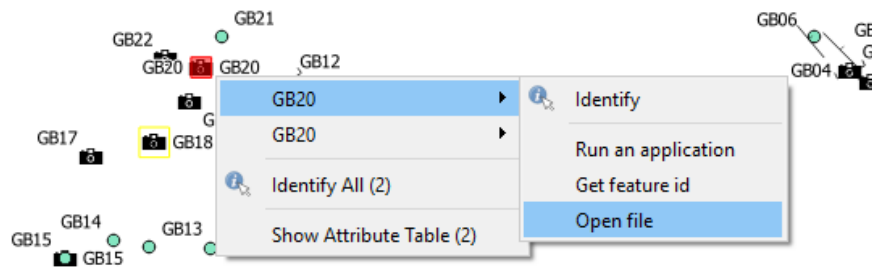 GB21
GB06
GB22
GB20
GB20
GB12
GB04
GB17
GB18
GB14
GB15
GB15
GB13
GB20
GB20
Identify All (2)
Show Attribute Table (2)
Identify
Run an application
Get feature id
Open file